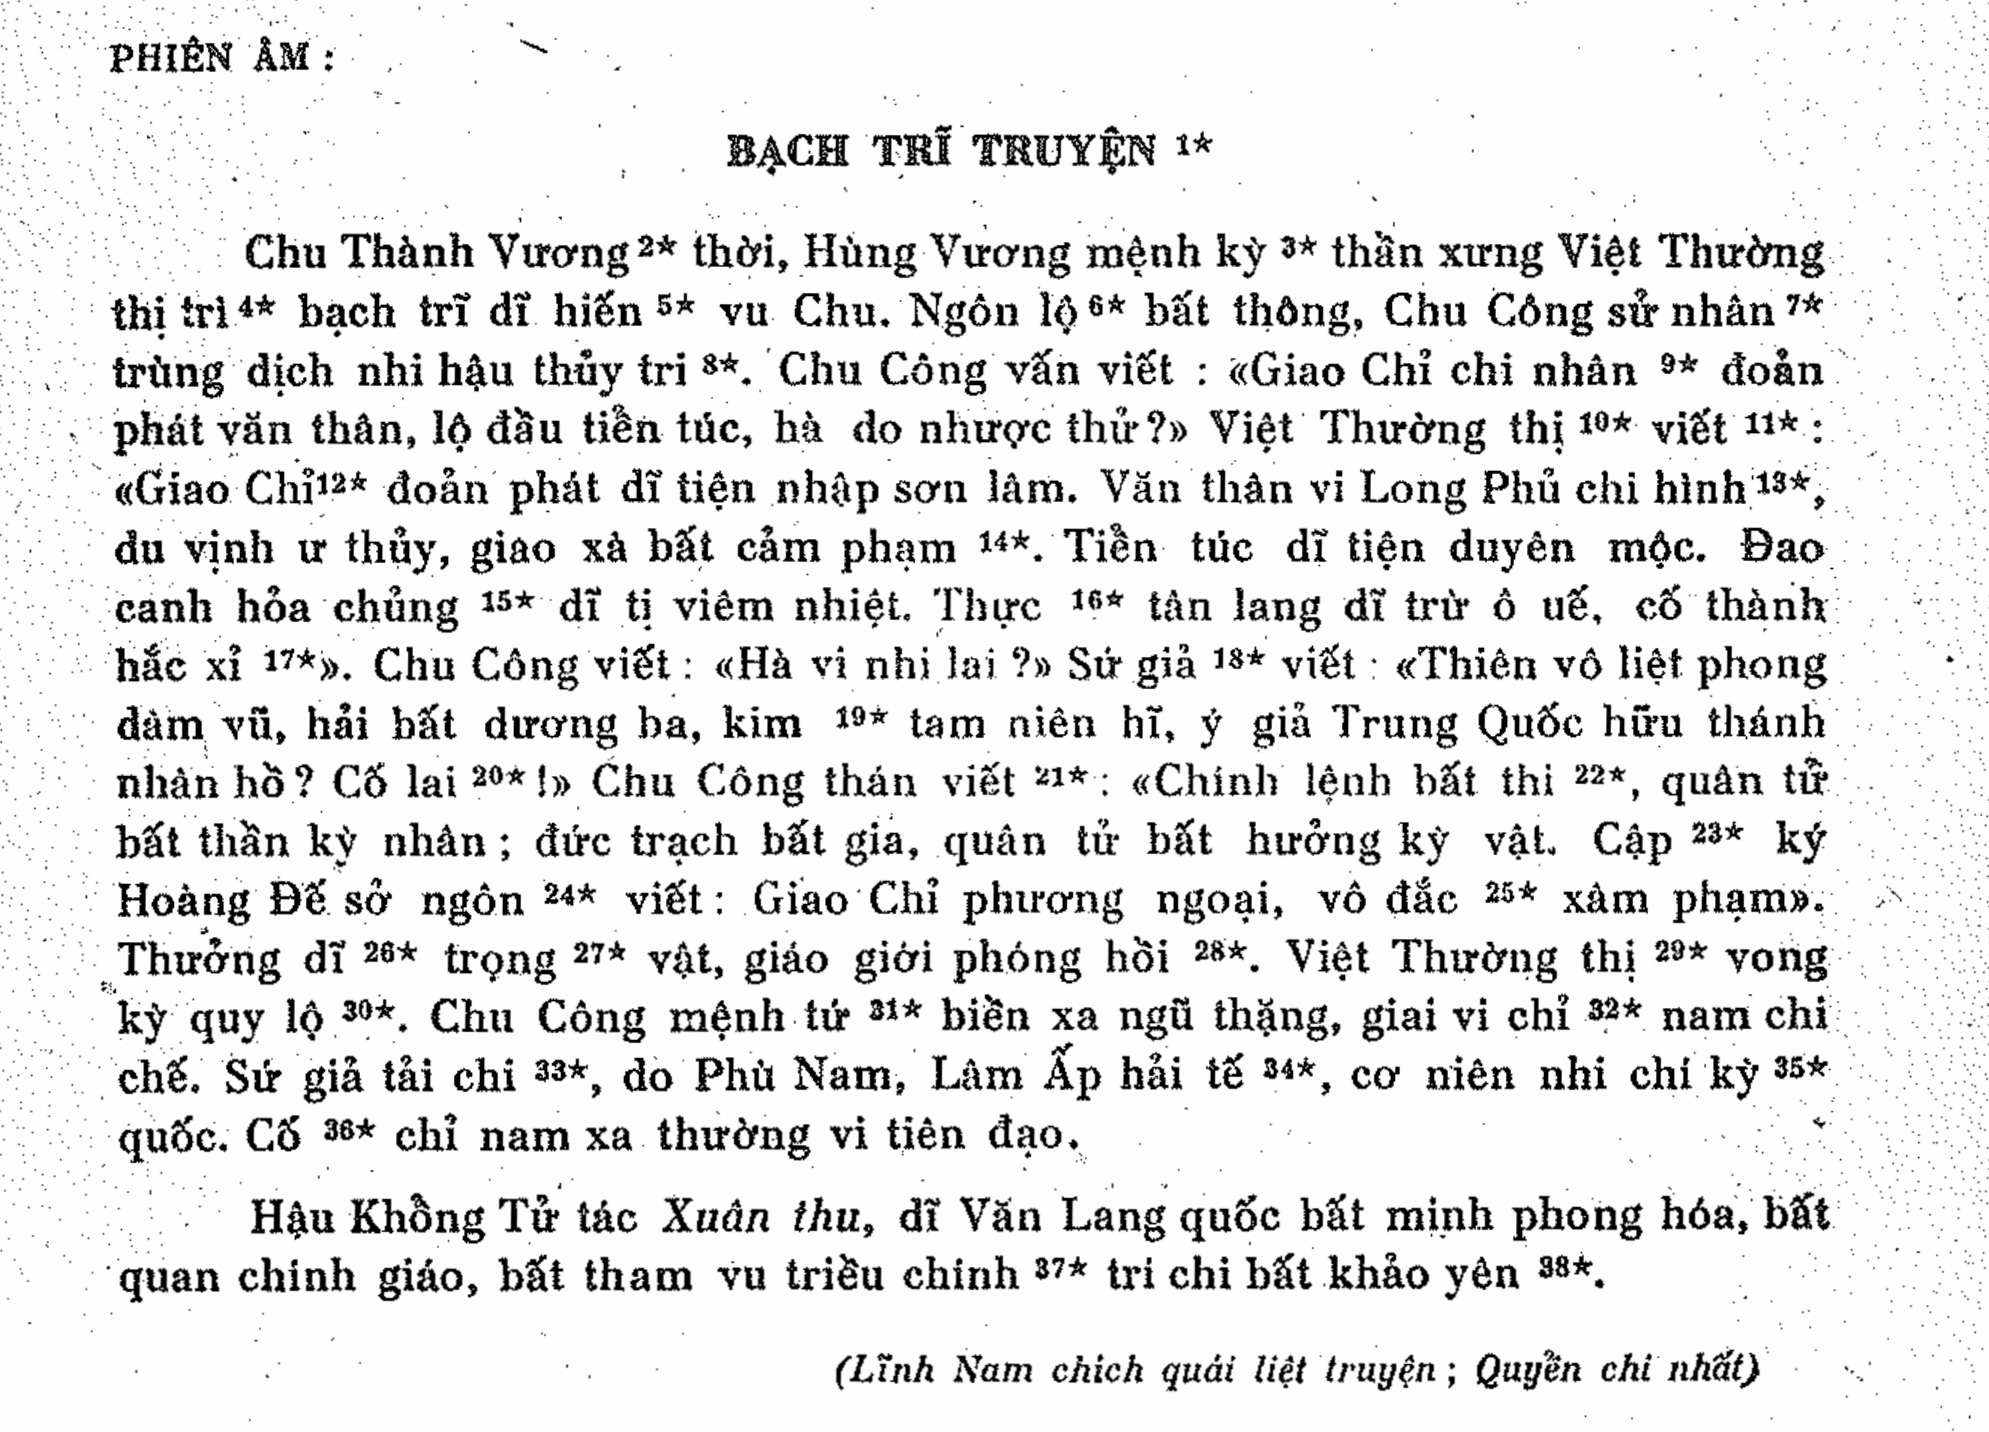 PHIÊN ÂM :
BẠCH TRĨ TRUYỆN 1*
Chu Thành Vương 2* thời, Hùng Vương mệnh kỳ 3* thần xưng Việt Thường
thị trì 4* bạch trĩ dĩ hiến 5* vu Chu. Ngôn lộ 6* bất thông, Chu Công sử nhân 7*
trùng dịch nhi hậu thủy tri 8*. Chu Công vấn viết : «Giao Chỉ chi nhân 9* đoản
phát văn thân, lộ đầu tiễn túc, hà do nhược thử?» Việt Thường thị 10* viết 11* :
«Giao Chỉ 12* đoản phát dĩ tiện nhập sơn lâm. Văn thân vi Long Phủ chi hình 13*,
du vịnh ư thủy, giao xà bất cảm phạm 14*. Tiễn túc dĩ tiện duyên mộc. Đao
canh hỏa chủng 15* dĩ tị viêm nhiệt. Thực 16* tân lang dĩ trừ ô uế, cố thành
hắc xỉ 17*». Chu Công viết : «Hà vi nhi lai ?» Sứ giả 18* viết : «Thiên vô liệt phong
dâm vũ, hải bất dương ba, kim 19* tam niên hĩ, ý giả Trung Quốc hữu thánh
nhân hồ ? Cố lai 20* !» Chu Công thán viết 21* : «Chính lệnh bất thi 22*, quân tử
bất thần kỳ nhân ; đức trạch bất gia, quân tử bất hưởng kỳ vật. Cập 23* ký
Hoàng Đế sở ngôn 24* viết : Giao Chỉ phương ngoại, vô đắc 25* xâm phạm».
Thưởng dĩ 26* trọng 27* vật, giáo giới phóng hồi 28*. Việt Thường thị 29* vong
kỳ quy lộ 30*. Chu Công mệnh tứ 31* biền xa ngũ thặng, giai vi chỉ 32* nam chi
chế. Sứ giả tải chi 33*, do Phù Nam, Lâm Ấp hải tế 34*, cơ niên nhi chí kỳ 35*
quốc. Cố 36* chỉ nam xa thường vi tiên đạo.
Hậu Khổng Tử tác Xuân thu, dĩ Văn Lang quốc bất minh phong hóa, bất
quan chính giáo, bất tham vu triều chính 37* trí chi bất khảo yên 38*.
(Lĩnh Nam chích quái liệt truyện ; Quyển chi nhất)